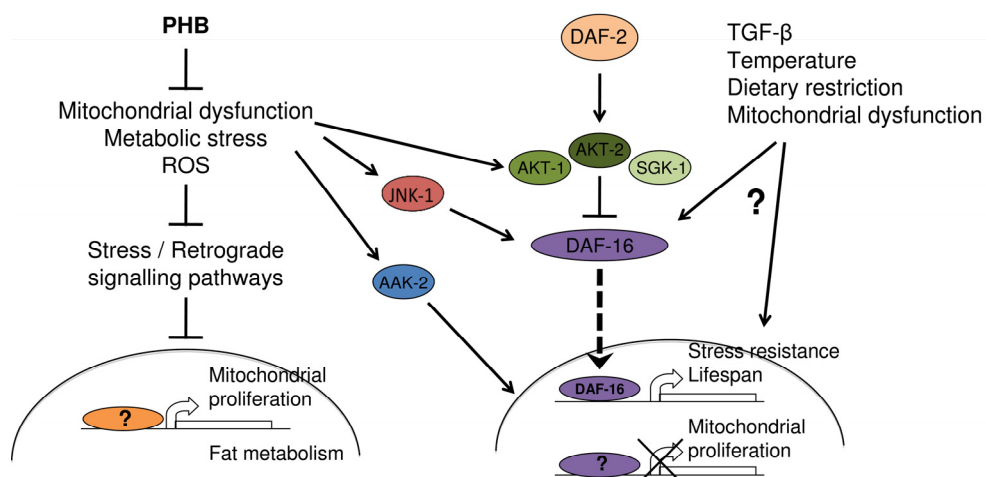 PHB
Mitochondrial dysfunction
Metabolic stress
ROS
Stress / Retrograde
signalling pathways
Mitochondrial
proliferation
?
Fat metabolism
JNK-1
AAK-2
DAF-2
AKT-1
AKT-2
SGK-1
DAF-16
TGF-β
Temperature
Dietary restriction
Mitochondrial dysfunction
?
Stress resistance
Lifespan
DAF-16
Mitochondrial
proliferation
?